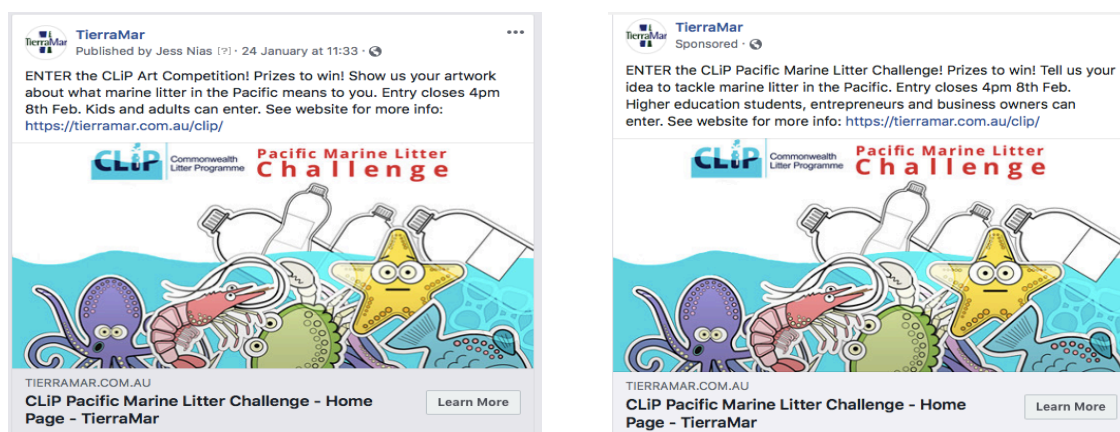 TierraMar
Published by Jess Nias [?] · 24 January at 11:33 ·
ENTER the CLiP Art Competition! Prizes to win! Show us your artwork
about what marine litter in the Pacific means to you. Entry closes 4pm
8th Feb. Kids and adults can enter. See website for more info:
https://tierramar.com.au/clip/
CLiP Commonwealth Litter Programme
Pacific Marine Litter
Challenge
TIERRAMAR.COM.AU
CLiP Pacific Marine Litter Challenge - Home
Page - TierraMar
Learn More
TierraMar
Sponsored ·
ENTER the CLiP Pacific Marine Litter Challenge! Prizes to win! Tell us your
idea to tackle marine litter in the Pacific. Entry closes 4pm 8th Feb.
Higher education students, entrepreneurs and business owners can
enter. See website for more info: https://tierramar.com.au/clip/
CLiP Commonwealth Litter Programme
Pacific Marine Litter
Challenge
TIERRAMAR.COM.AU
CLiP Pacific Marine Litter Challenge - Home
Page - TierraMar
Learn More